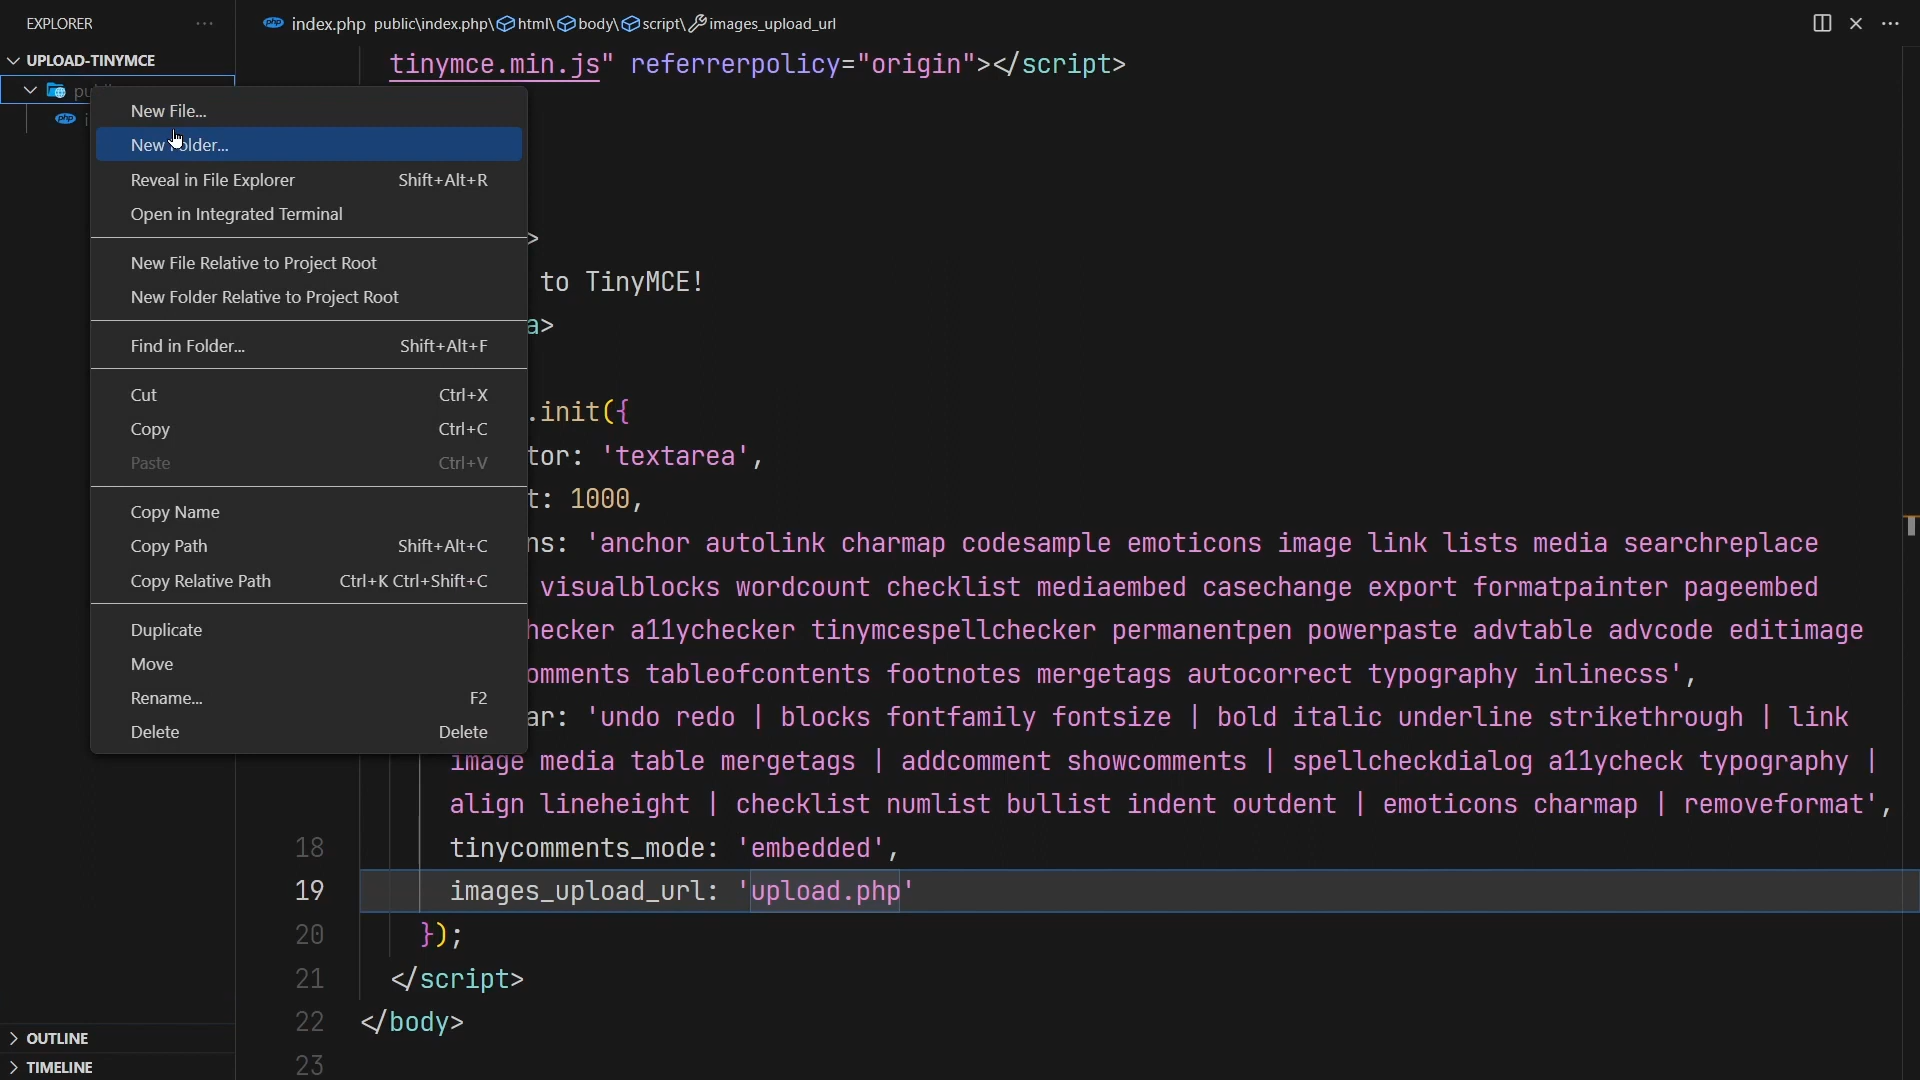 EXPLORER
index.php public\index.php\html\body\script\images_upload_url
UPLOAD-TINYMCE
tinymce.min.js" referrerpolicy="origin"></script>
New File...
New Folder...
Reveal in File Explorer Shift+Alt+R
Open in Integrated Terminal
>
New File Relative to Project Root
to TinyMCE!
New Folder Relative to Project Root
a>
Find in Folder... Shift+Alt+F
Cut Ctrl+X
.init({
Copy Ctrl+C
tor: 'textarea',
Paste Ctrl+V
t: 1000,
Copy Name
ns: 'anchor autolink charmap codesample emoticons image link lists media searchreplace
Copy Path Shift+Alt+C
Copy Relative Path Ctrl+K Ctrl+Shift+C
visualblocks wordcount checklist mediaembed casechange export formatpainter pageembed
Duplicate
hecker a11ychecker tinymcespellchecker permanentpen powerpaste advtable advcode editimage
Move
omments tableofcontents footnotes mergetags autocorrect typography inlinecss',
Rename... F2
ar: 'undo redo | blocks fontfamily fontsize | bold italic underline strikethrough | link
Delete Delete
image media table mergetags | addcomment showcomments | spellcheckdialog a11ycheck typography |
align lineheight | checklist numlist bullist indent outdent | emoticons charmap | removeformat',
18 tinycomments_mode: 'embedded',
19 images_upload_url: 'upload.php'
20 });
21 </script>
22 </body>
23
OUTLINE
TIMELINE